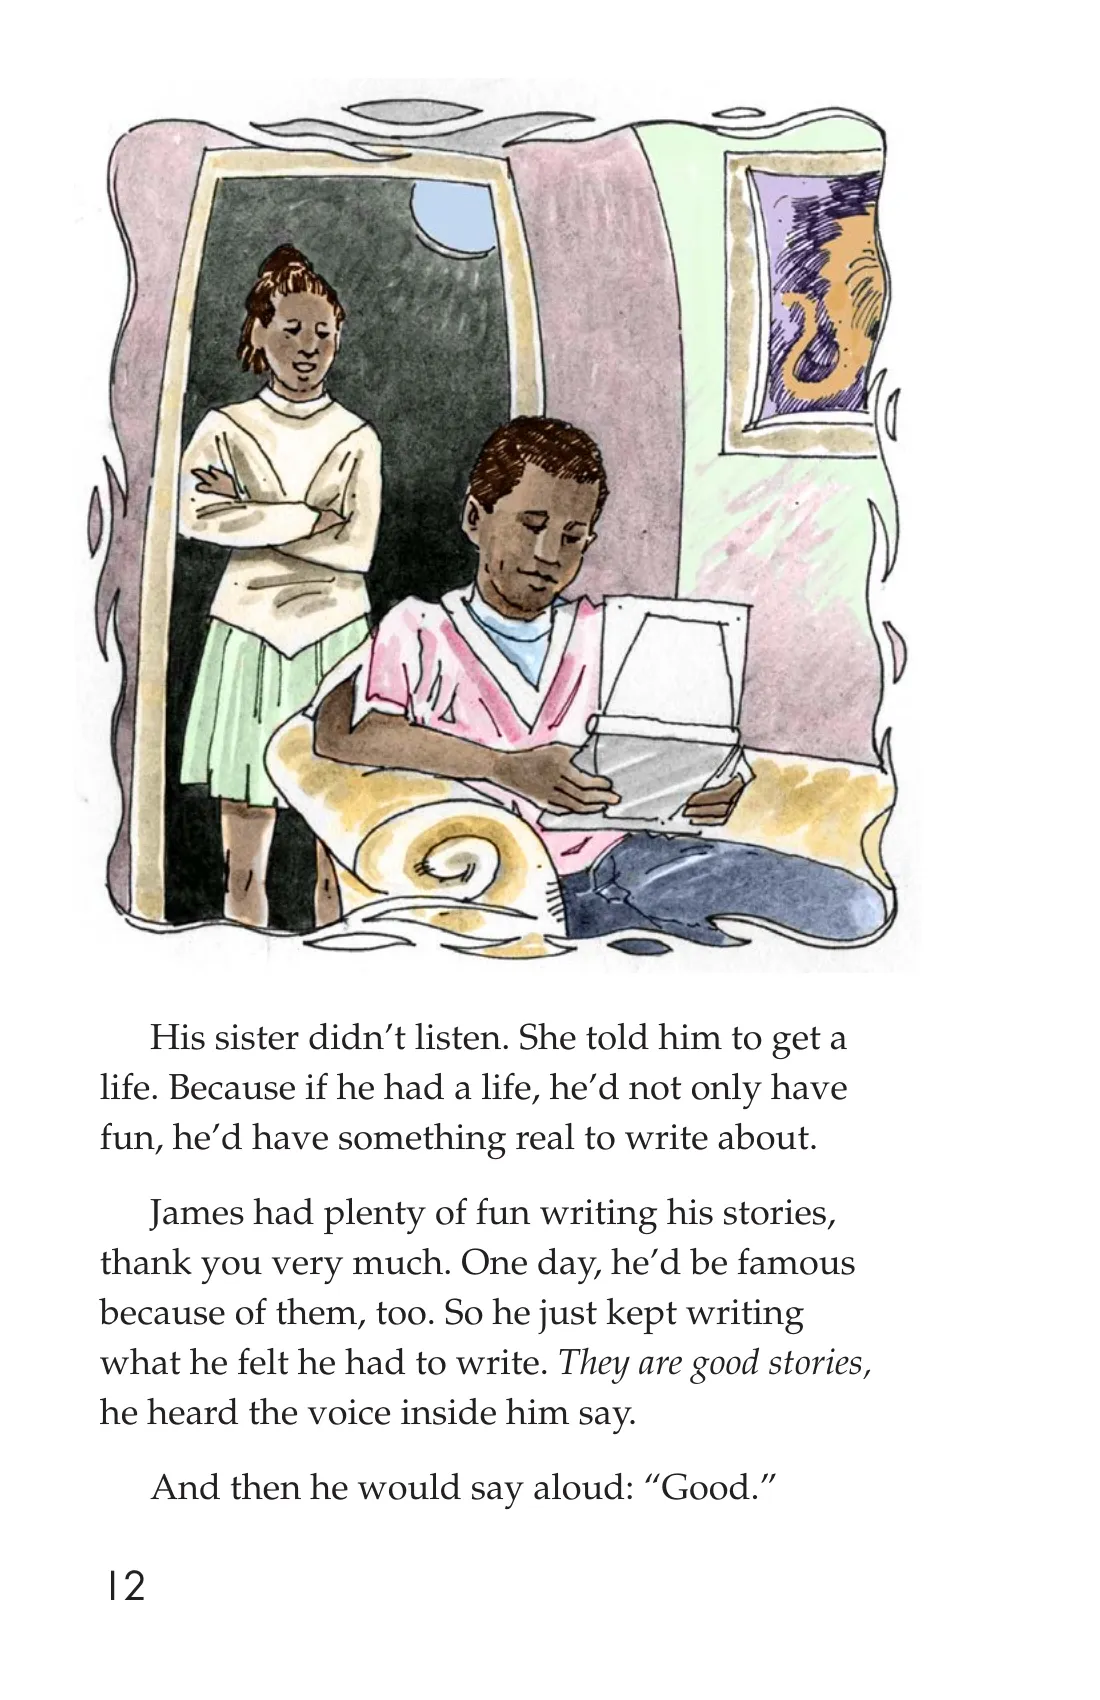 His sister didn’t listen. She told him to get a
life. Because if he had a life, he’d not only have
fun, he’d have something real to write about.
James had plenty of fun writing his stories,
thank you very much. One day, he’d be famous
because of them, too. So he just kept writing
what he felt he had to write. They are good stories,
he heard the voice inside him say.
And then he would say aloud: “Good.”
12